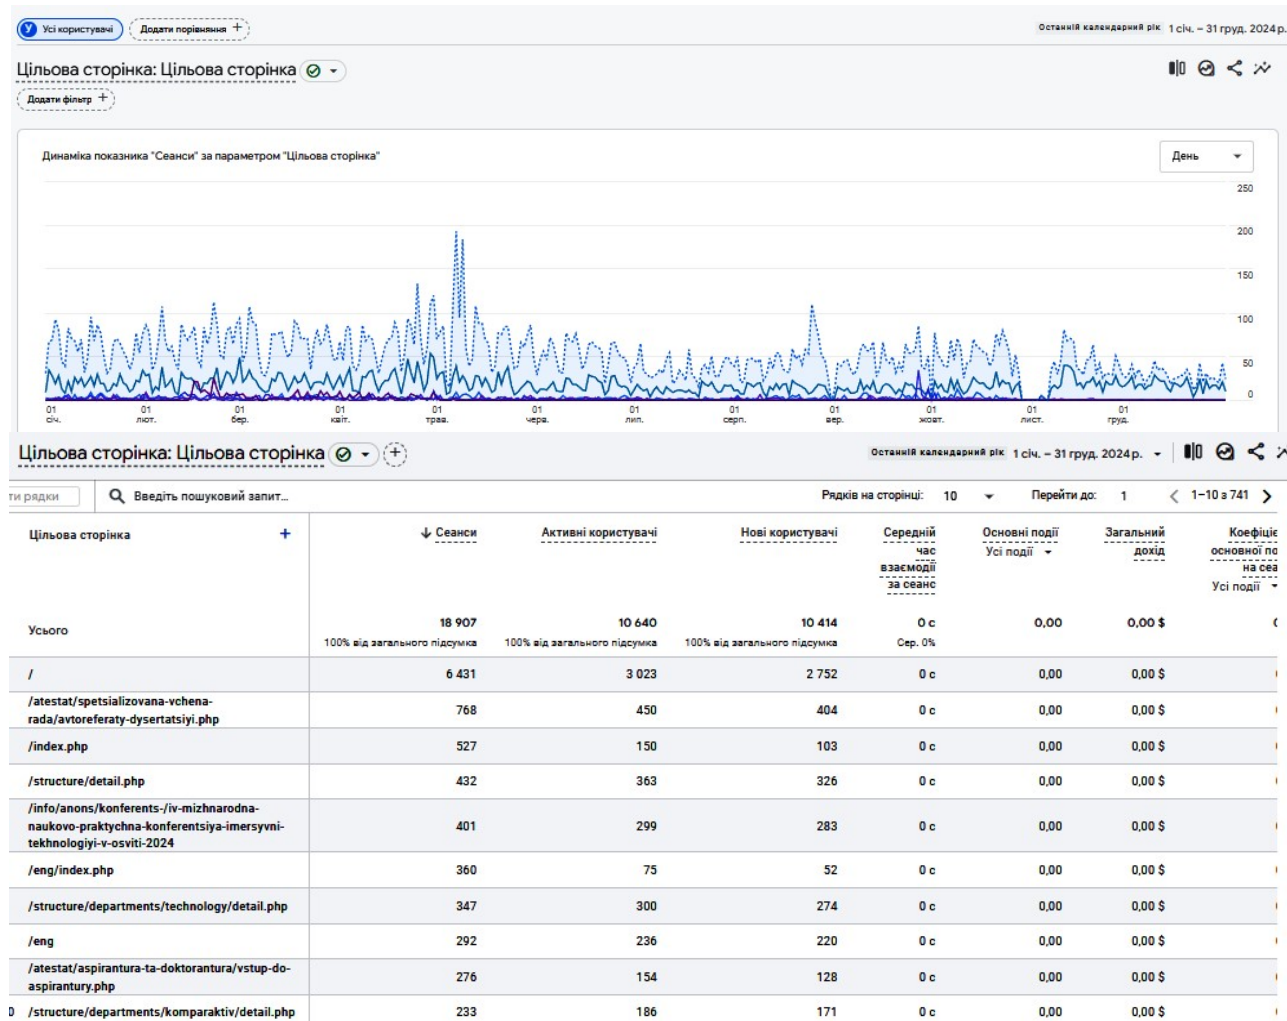 У Усі користувачі Додати порівняння + Останній календарний рік 1 січ. – 31 груд. 2024 р.
Цільова сторінка: Цільова сторінка
Додати фільтр +
Динаміка показника "Сеанси" за параметром "Цільова сторінка" День
250
200
150
100
50
0
01 01 01 01 01 01 01 01 01 01 01 01
січ. лют. бер. квіт. трав. черв. лип. серп. вер. жовт. лист. груд.
Цільова сторінка: Цільова сторінка + Останній календарний рік 1 січ. – 31 груд. 2024 р.
ти рядки Введіть пошуковий запит... Рядків на сторінці: 10 Перейти до: 1 1–10 з 741
Цільова сторінка + Сеанси Активні користувачі Нові користувачі Середній Основні події Загальний Коефіціє
час Усі події дохід основної по
взаємодії на сеа
за сеанс Усі події
Усього 18 907 10 640 10 414 0 с 0,00 0,00 $
100% від загального підсумка 100% від загального підсумка 100% від загального підсумка Сер. 0%
/ 6 431 3 023 2 752 0 с 0,00 0,00 $
/atestat/spetsializovana-vchena-
rada/avtoreferaty-dysertatsiyi.php 768 450 404 0 с 0,00 0,00 $
/index.php 527 150 103 0 с 0,00 0,00 $
/structure/detail.php 432 363 326 0 с 0,00 0,00 $
/info/anons/konferents-/iv-mizhnarodna-
naukovo-praktychna-konferentsiya-imersyvni- 401 299 283 0 с 0,00 0,00 $
tekhnologiyi-v-osviti-2024
/eng/index.php 360 75 52 0 с 0,00 0,00 $
/structure/departments/technology/detail.php 347 300 274 0 с 0,00 0,00 $
/eng 292 236 220 0 с 0,00 0,00 $
/atestat/aspirantura-ta-doktorantura/vstup-do-
aspirantury.php 276 154 128 0 с 0,00 0,00 $
0 /structure/departments/komparaktiv/detail.php 233 186 171 0 с 0,00 0,00 $